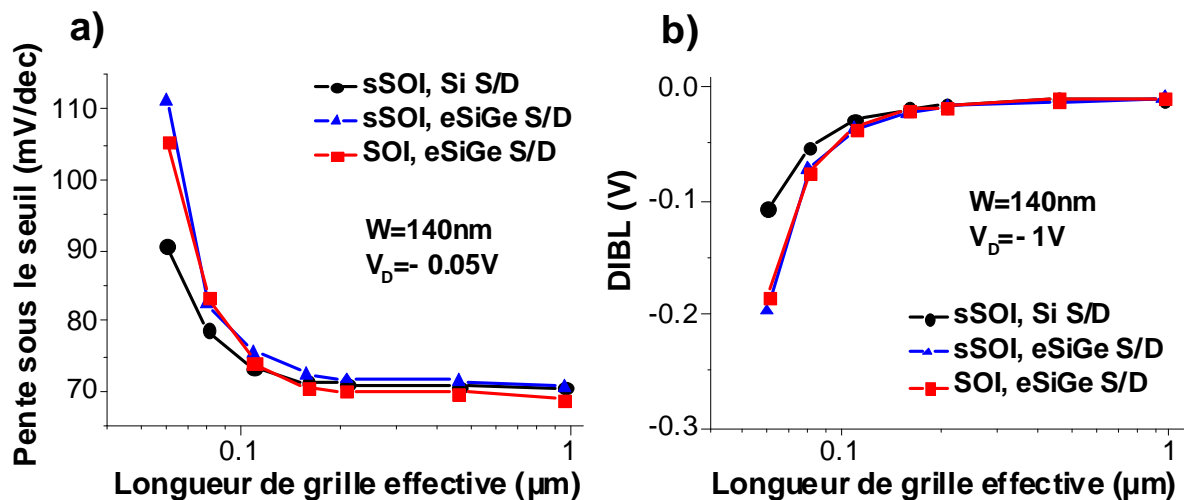 a)
Pente sous le seuil (mV/dec)
110
100
90
80
70
sSOI, Si S/D
sSOI, eSiGe S/D
SOI, eSiGe S/D
W=140nm
VD=- 0.05V
0.1
1
Longueur de grille effective (µm)
b)
DIBL (V)
0.0
-0.1
-0.2
-0.3
W=140nm
VD=- 1V
sSOI, Si S/D
sSOI, eSiGe S/D
SOI, eSiGe S/D
0.1
1
Longueur de grille effective (µm)